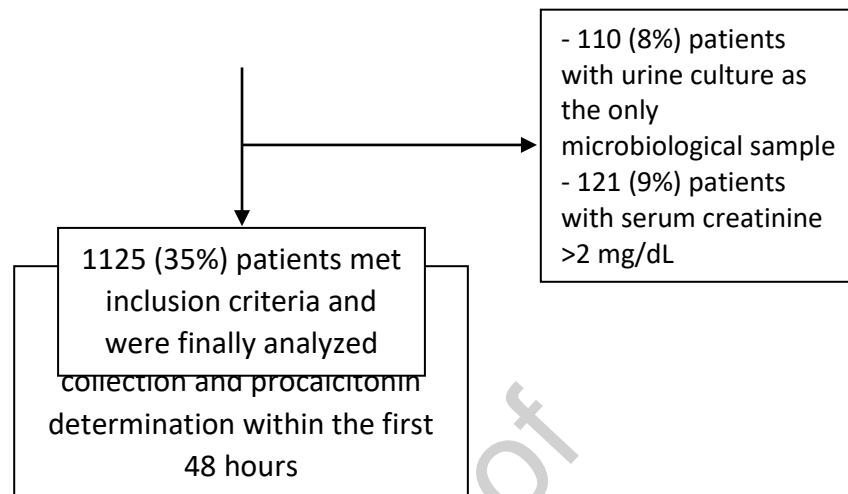 - 110 (8%) patients
with urine culture as
the only
microbiological sample
- 121 (9%) patients
with serum creatinine
>2 mg/dL
1125 (35%) patients met
inclusion criteria and
were finally analyzed
collection and procalcitonin
determination within the first
48 hours
of